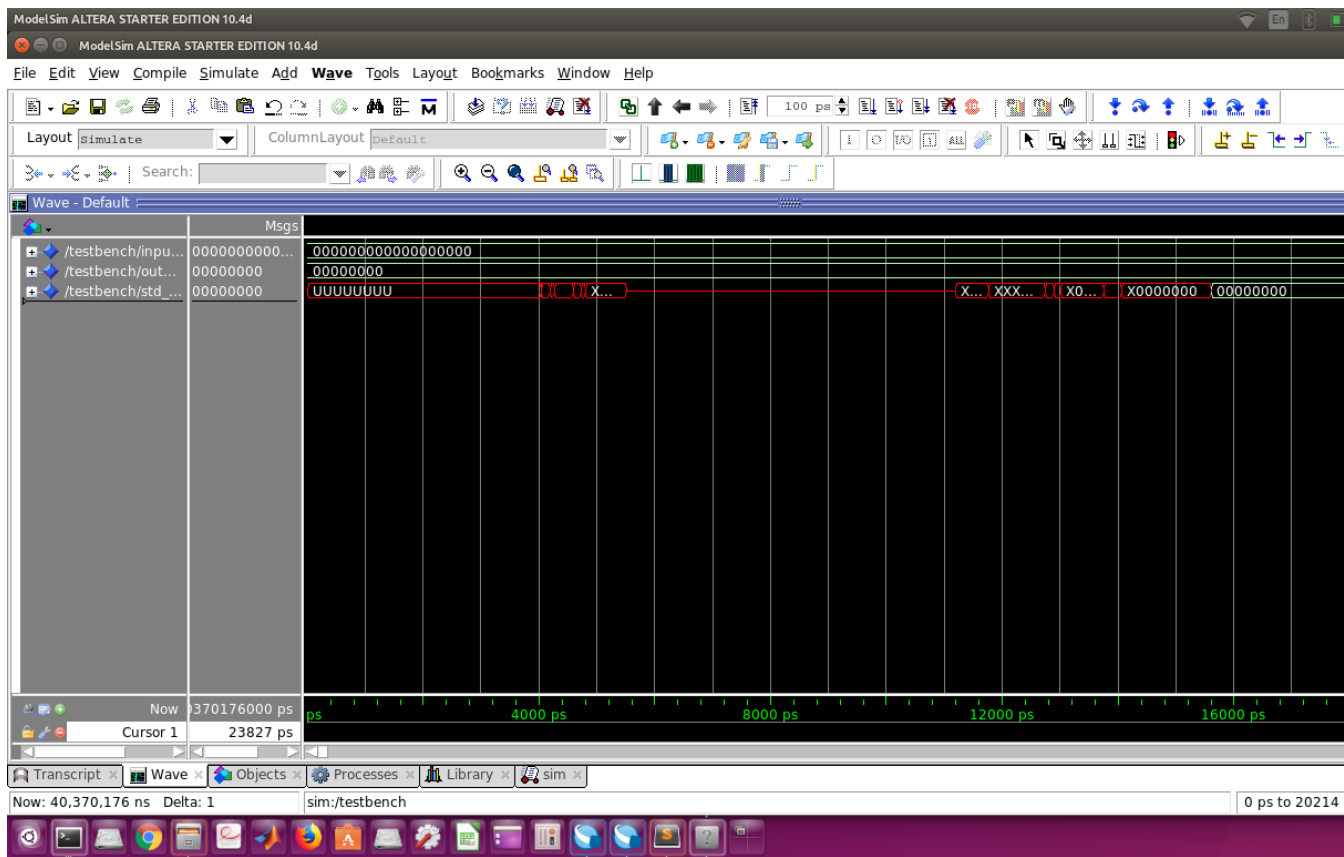 ModelSim ALTERA STARTER EDITION 10.4d En
ModelSim ALTERA STARTER EDITION 10.4d
File Edit View Compile Simulate Add Wave Tools Layout Bookmarks Window Help
100 ps
Layout Simulate ColumnLayout Default
Search:
Wave - Default
Msgs
/testbench/inpu... 0000000000... 0000000000000000
/testbench/out... 00000000 00000000
/testbench/std_... 00000000 UUUUUUUU X... X... XXX... X0... X0000000 00000000
Now 370176000 ps ps 4000 ps 8000 ps 12000 ps 16000 ps
Cursor 1 23827 ps
Transcript Wave Objects Processes Library sim
Now: 40,370,176 ns Delta: 1 sim:/testbench 0 ps to 20214